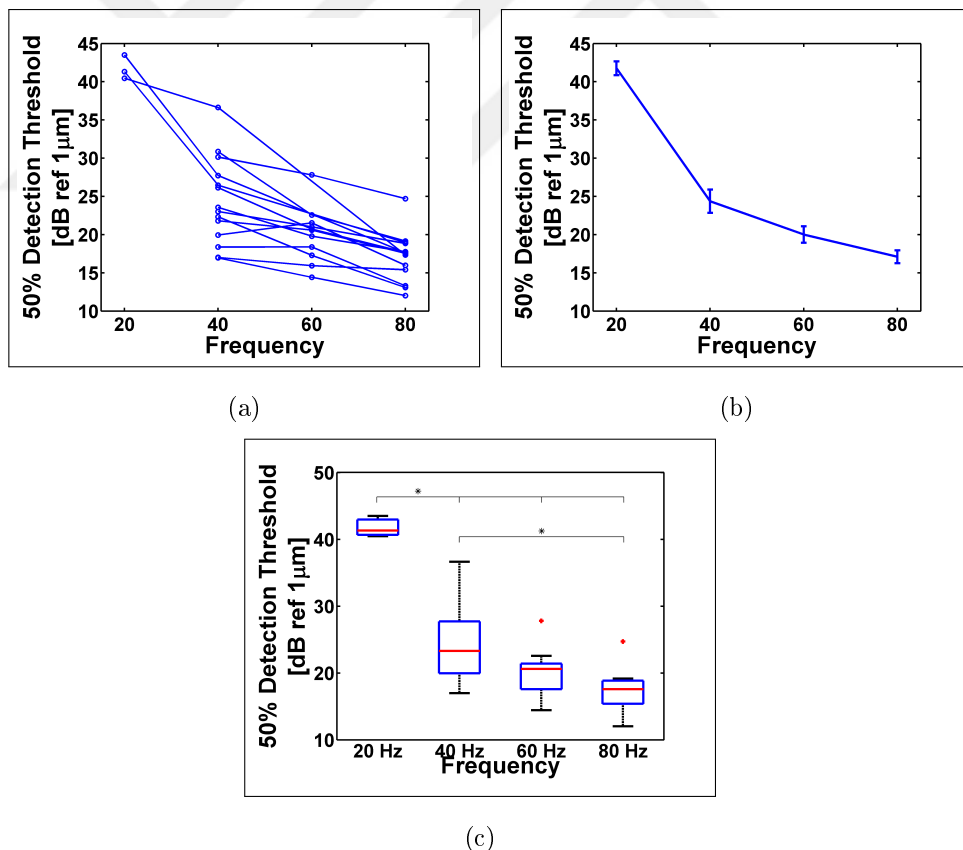 50% Detection Threshold
[dB ref 1μm]
45
40
35
30
25
20
15
10
20
40
60
80
Frequency
(a)
50% Detection Threshold
[dB ref 1μm]
45
40
35
30
25
20
15
10
20
40
60
80
Frequency
(b)
50% Detection Threshold
[dB ref 1μm]
50
40
30
20
10
*
*
20 Hz
40 Hz
60 Hz
80 Hz
Frequency
(c)